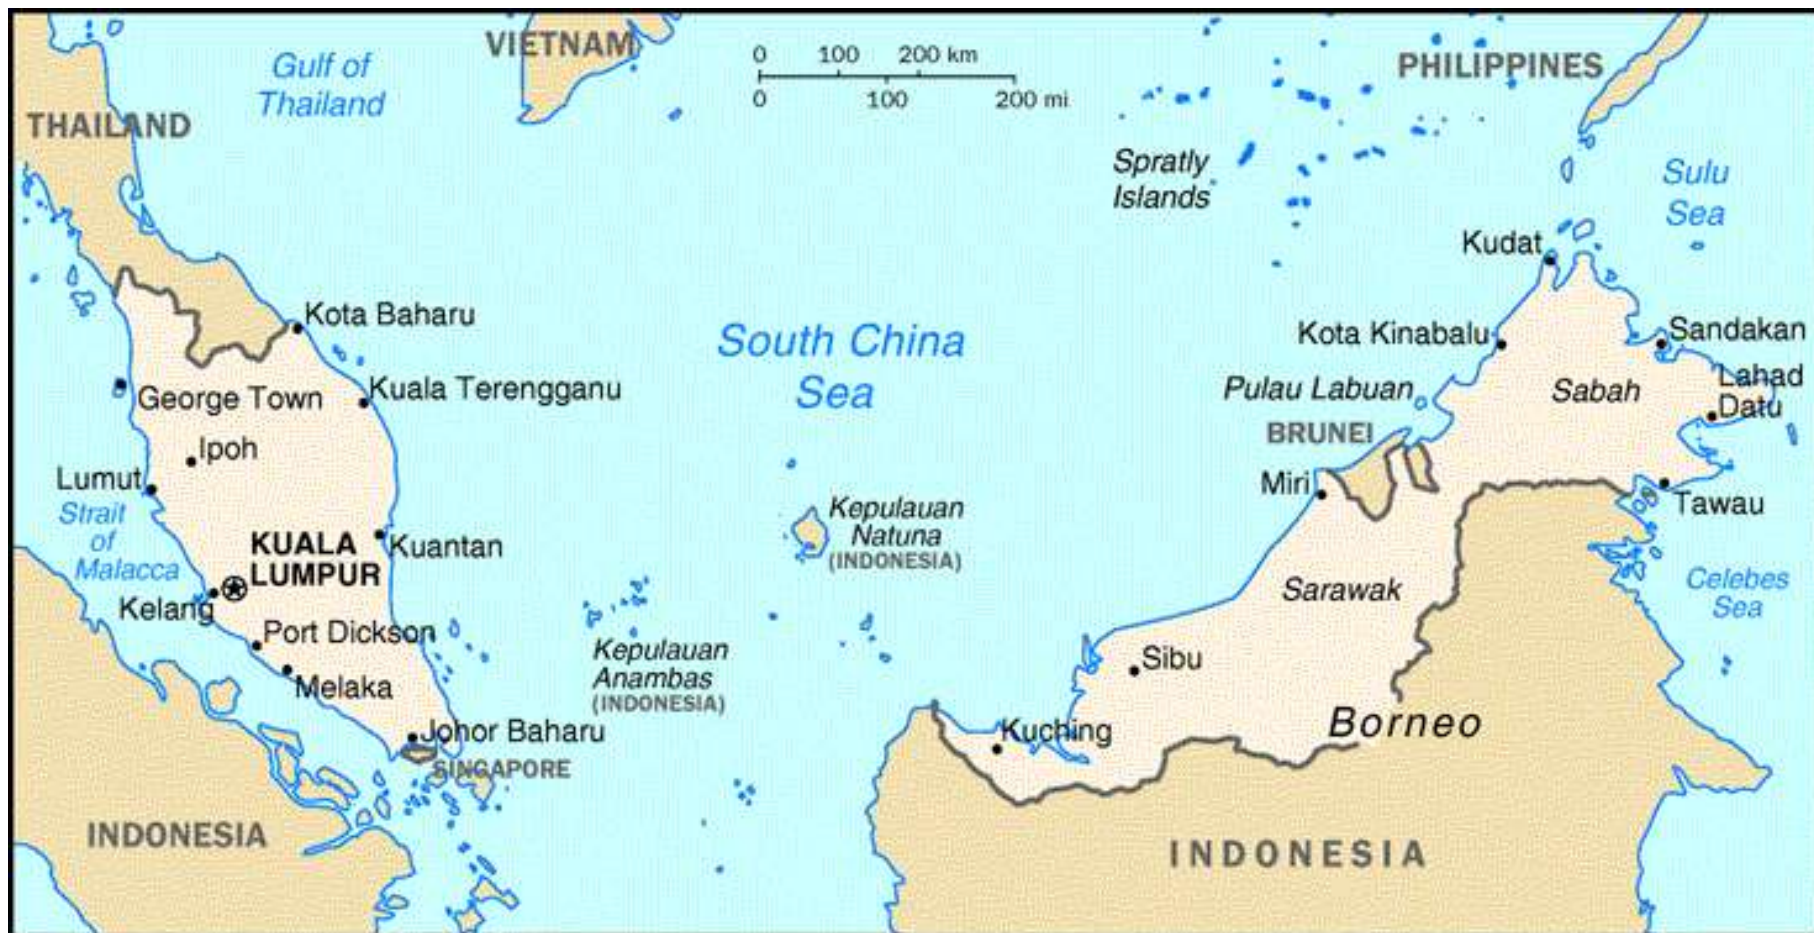 VIETNAM
0 100 200 km
0 100 200 mi
PHILIPPINES
Gulf of
Thailand
THAILAND
Spratly
Islands
Sulu
Sea
Kudat
Kota Baharu
South China
Sea
Kota Kinabalu
Sandakan
George Town
Kuala Terengganu
Pulau Labuan
Sabah
Lahad
Datu
BRUNEI
Ipoh
Lumut
Miri
Tawau
Strait
of
Malacca
KUALA
LUMPUR
Kuantan
Kepulauan
Natuna
(INDONESIA)
Sarawak
Celebes
Sea
Kelang
Port Dickson
Melaka
Kepulauan
Anambas
(INDONESIA)
Sibu
Johor Baharu
SINGAPORE
Kuching
Borneo
INDONESIA
INDONESIA